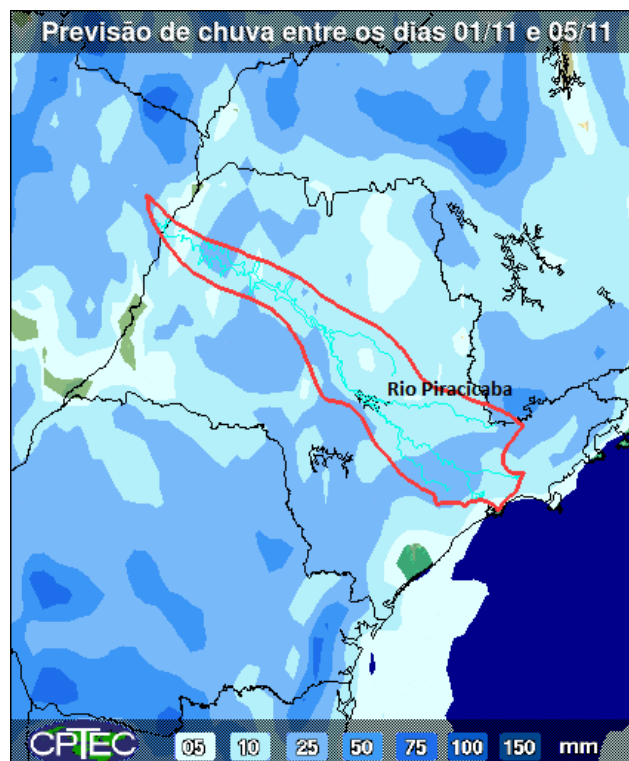 Previsão de chuva entre os dias 01/11 e 05/11
Rio Piracicaba
CPTEC 05 10 25 50 75 100 150 mm